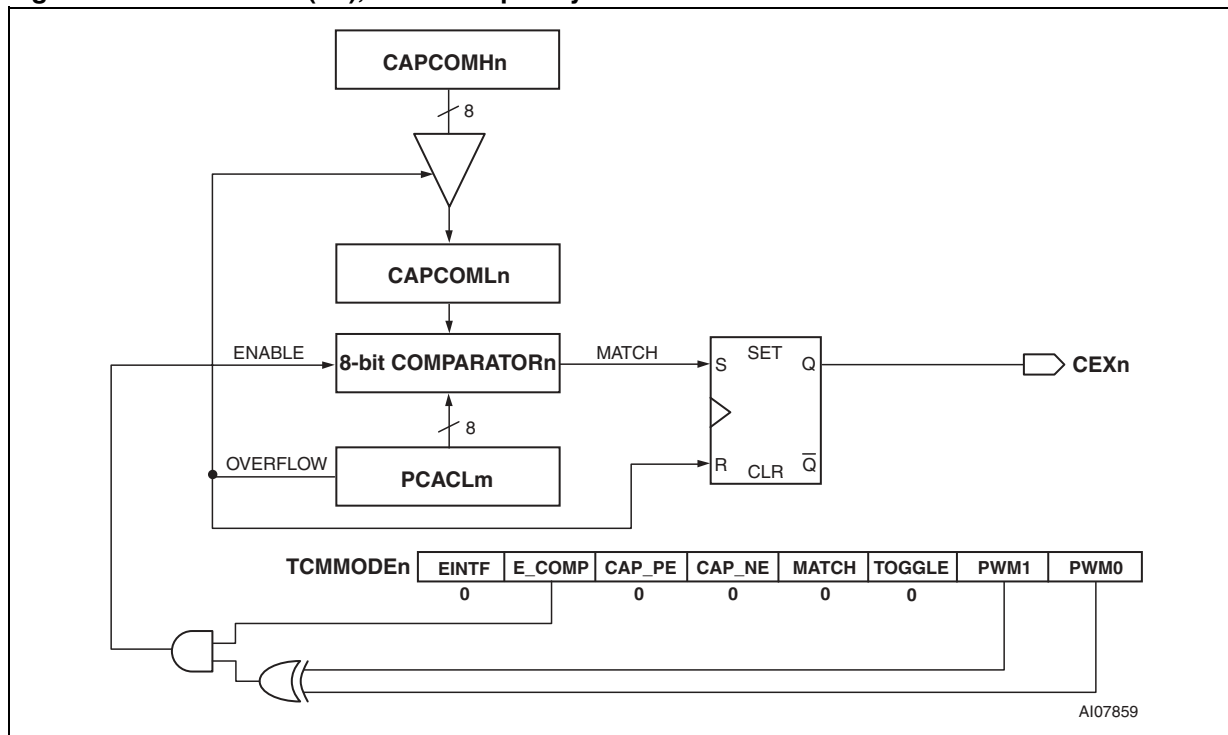 CAPCOMHn
8
CAPCOMLn
ENABLE
8-bit COMPARATORn
MATCH
S SET Q
CEXn
8
OVERFLOW
PCACLm
R CLR Q̅
TCMMODEn EINTF E_COMP CAP_PE CAP_NE MATCH TOGGLE PWM1 PWM0
0 0 0 0 0
AI07859